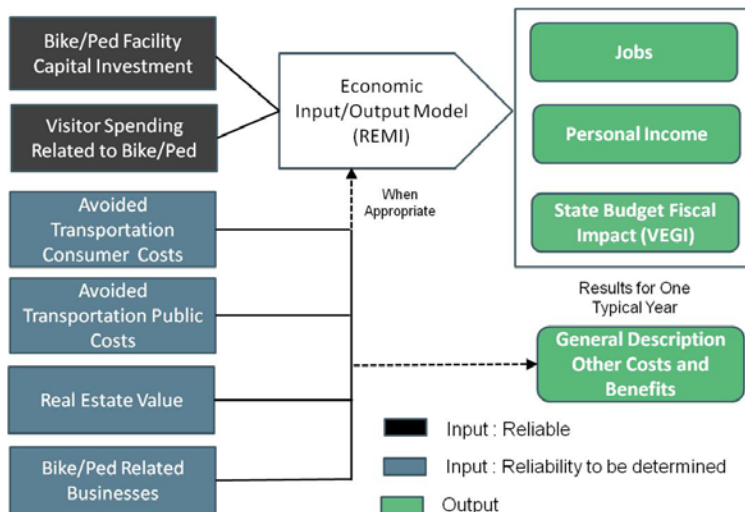 Bike/Ped Facility
Capital Investment
Visitor Spending
Related to Bike/Ped
Avoided
Transportation
Consumer Costs
Avoided
Transportation Public
Costs
Real Estate Value
Bike/Ped Related
Businesses
Economic
Input/Output Model
(REMI)
When
Appropriate
Jobs
Personal Income
State Budget Fiscal
Impact (VEGI)
Results for One
Typical Year
General Description
Other Costs and
Benefits
Input : Reliable
Input : Reliability to be determined
Output